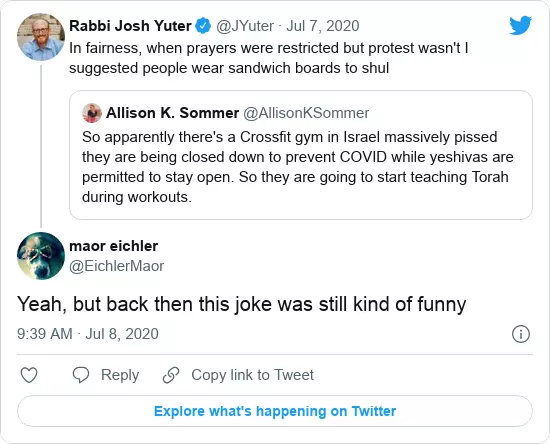 Rabbi Josh Yuter @JYuter · Jul 7, 2020
In fairness, when prayers were restricted but protest wasn't I
suggested people wear sandwich boards to shul
Allison K. Sommer @AllisonKSommer
So apparently there's a Crossfit gym in Israel massively pissed
they are being closed down to prevent COVID while yeshivas are
permitted to stay open. So they are going to start teaching Torah
during workouts.
maor eichler
@EichlerMaor
Yeah, but back then this joke was still kind of funny
9:39 AM · Jul 8, 2020
Reply
Copy link to Tweet
Explore what's happening on Twitter